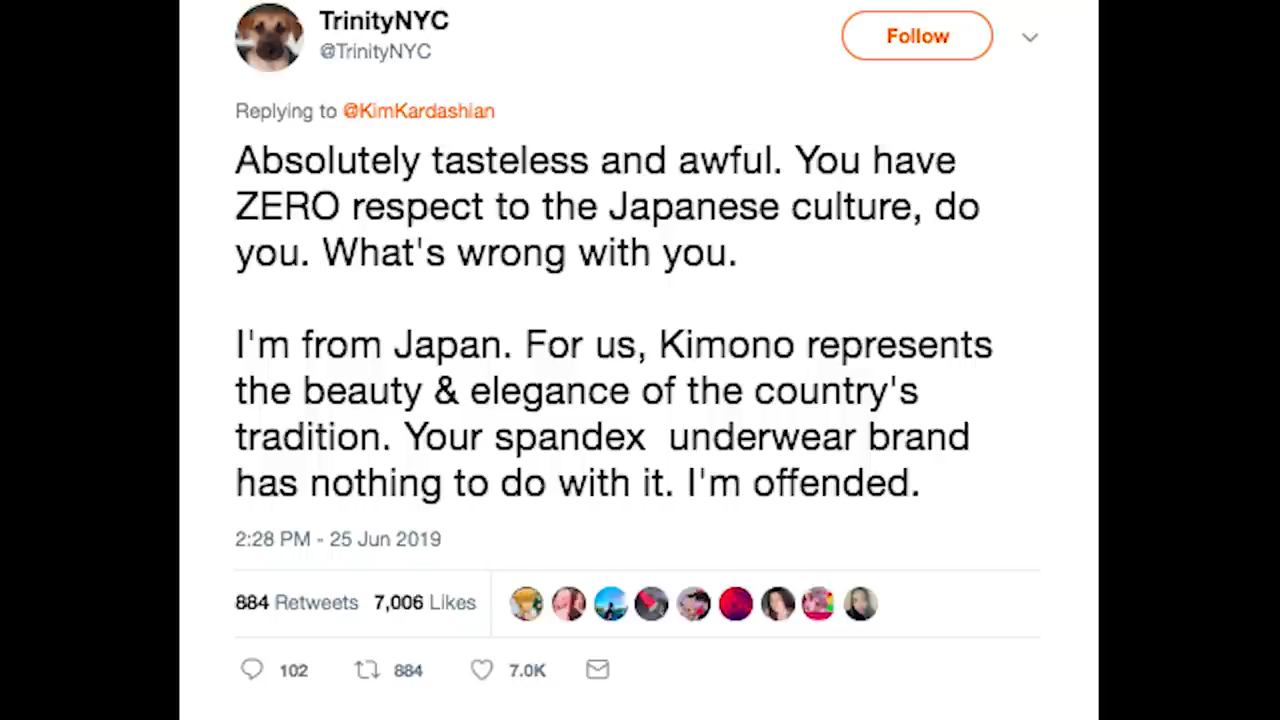 TrinityNYC
@TrinityNYC
Follow
Replying to @KimKardashian
Absolutely tasteless and awful. You have
ZERO respect to the Japanese culture, do
you. What's wrong with you.
I'm from Japan. For us, Kimono represents
the beauty & elegance of the country's
tradition. Your spandex  underwear brand
has nothing to do with it. I'm offended.
2:28 PM - 25 Jun 2019
884 Retweets 7,006 Likes
102 884 7.0K